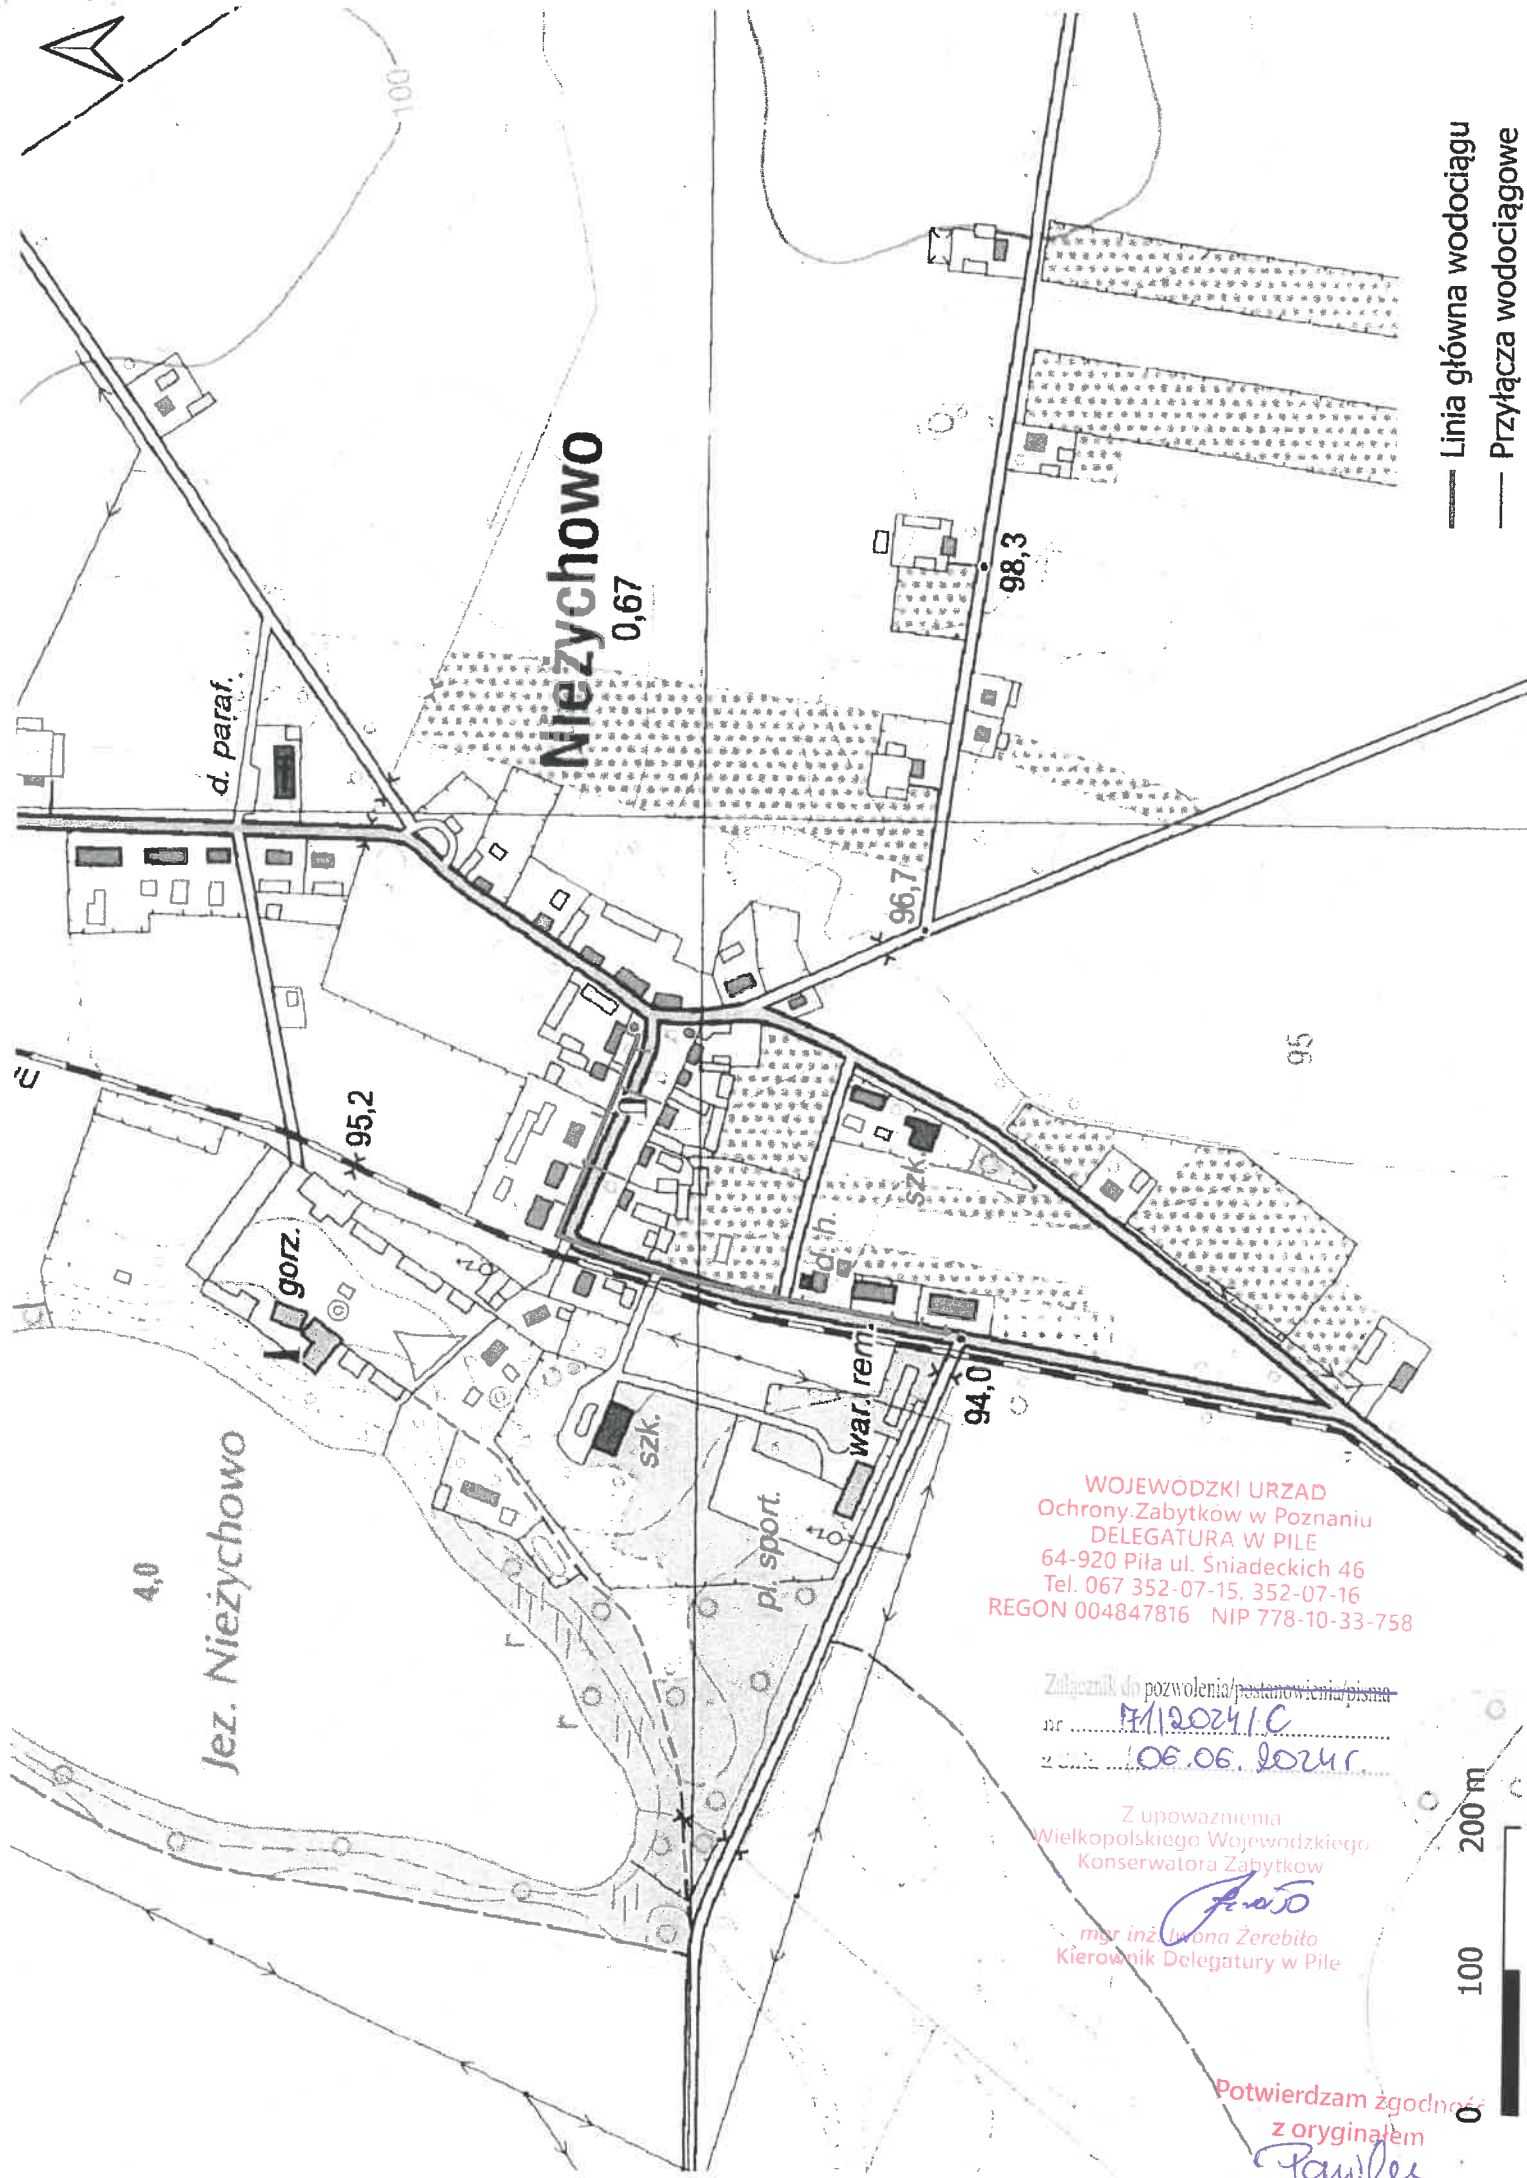 100
d. paraf.
Nieżychowo
0,67
98,3
96,7
95,2
gorz.
szk.
d. h.
95
szk.
war. rem.
94,0
pl. sport.
Jez. Nieżychowo
4,0
r
r
Linia główna wodociągu
Przyłącza wodociągowe
WOJEWÓDZKI URZAD
Ochrony Zabytków w Poznaniu
DELEGATURA W PILE
64-920 Piła ul. Śniadeckich 46
Tel. 067 352-07-15, 352-07-16
REGON 004847816 NIP 778-10-33-758
Załącznik do pozwolenia/postanowienia/pisma
nr 71/2024/C
z dnia 06.06.2024r.
Z upoważnienia
Wielkopolskiego Wojewódzkiego
Konserwatora Zabytków
mgr inż. Iwona Żerebiło
Kierownik Delegatury w Pile
Potwierdzam zgodność
z oryginałem
0 100 200 m